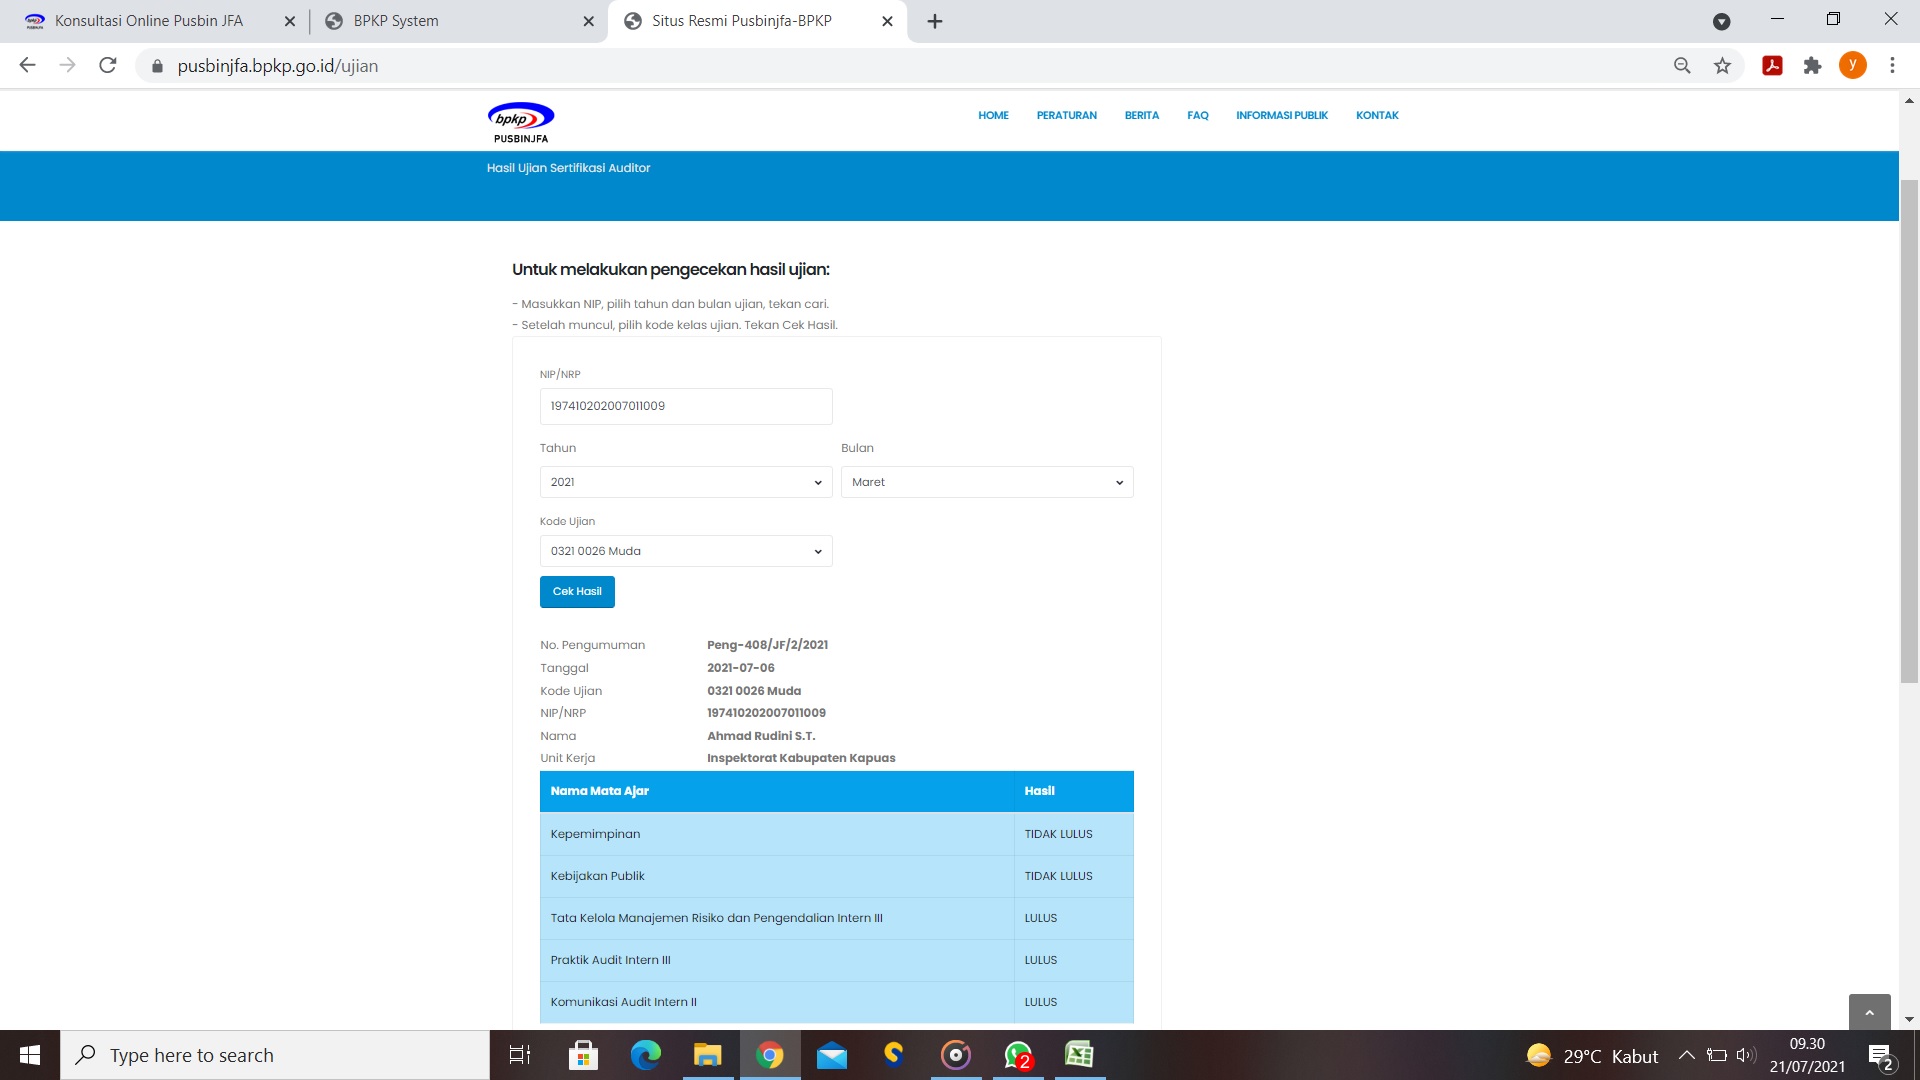 Konsultasi Online Pusbin JFA
BPKP System
Situs Resmi Pusbinjfa-BPKP
pusbinjfa.bpkp.go.id/ujian
y
bpkp
PUSBINJFA
HOME PERATURAN BERITA FAQ INFORMASI PUBLIK KONTAK
Hasil Ujian Sertifikasi Auditor
Untuk melakukan pengecekan hasil ujian:
- Masukkan NIP, pilih tahun dan bulan ujian, tekan cari.
- Setelah muncul, pilih kode kelas ujian. Tekan Cek Hasil.
NIP/NRP
197410202007011009
Tahun Bulan
2021 Maret
Kode Ujian
0321 0026 Muda
Cek Hasil
No. Pengumuman Peng-408/JF/2/2021
Tanggal 2021-07-06
Kode Ujian 0321 0026 Muda
NIP/NRP 197410202007011009
Nama Ahmad Rudini S.T.
Unit Kerja Inspektorat Kabupaten Kapuas
Nama Mata Ajar Hasil
Kepemimpinan TIDAK LULUS
Kebijakan Publik TIDAK LULUS
Tata Kelola Manajemen Risiko dan Pengendalian Intern III LULUS
Praktik Audit Intern III LULUS
Komunikasi Audit Intern II LULUS
Type here to search
2
29°C Kabut
09.30
21/07/2021
2